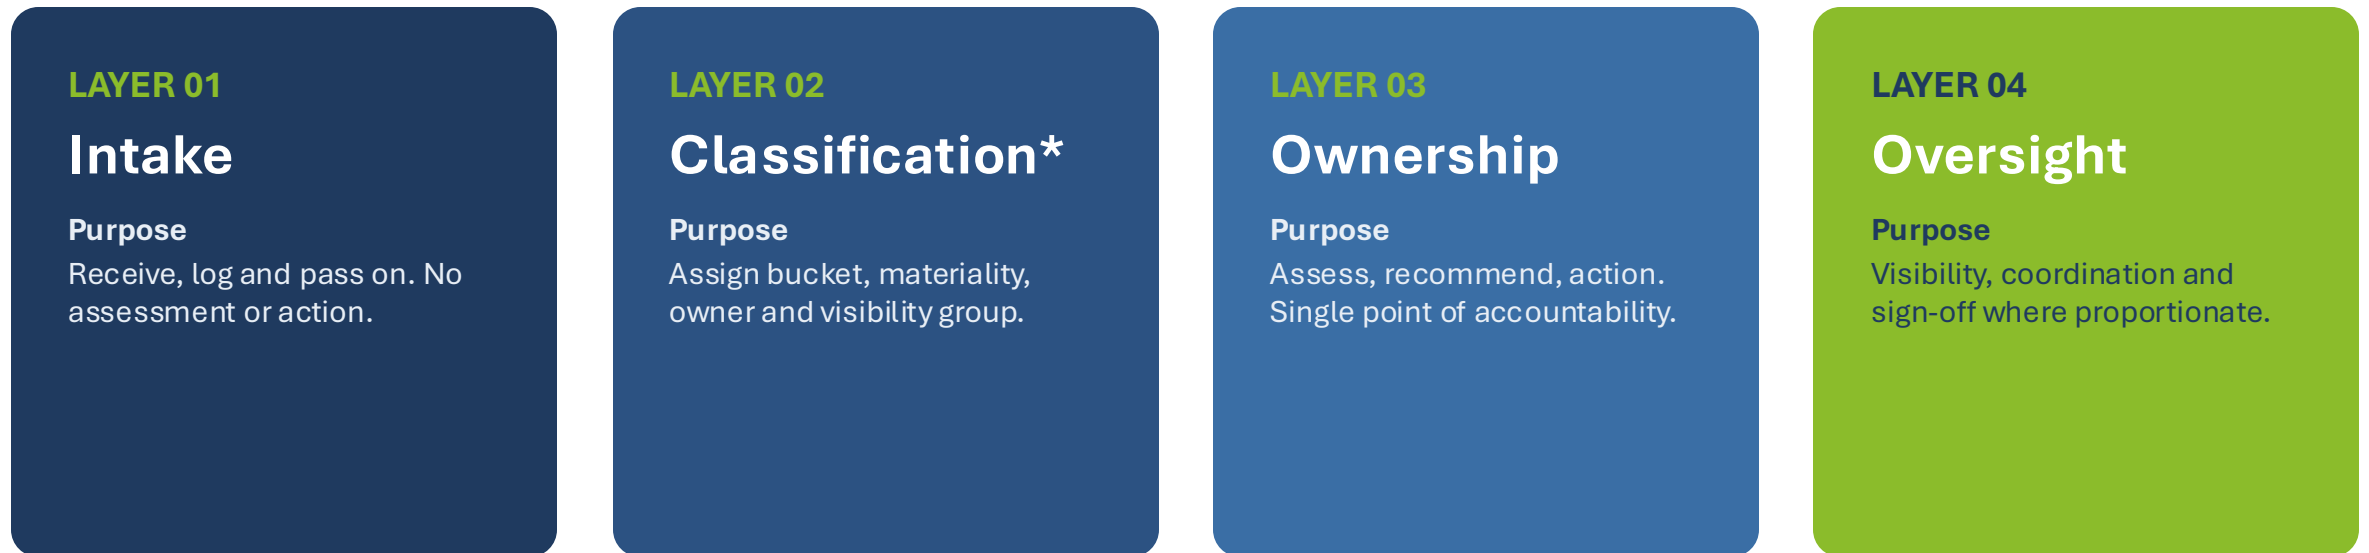 LAYER 01
Intake
Purpose
Receive, log and pass on. No
assessment or action.
LAYER 02
Classification*
Purpose
Assign bucket, materiality,
owner and visibility group.
LAYER 03
Ownership
Purpose
Assess, recommend, action.
Single point of accountability.
LAYER 04
Oversight
Purpose
Visibility, coordination and
sign-off where proportionate.